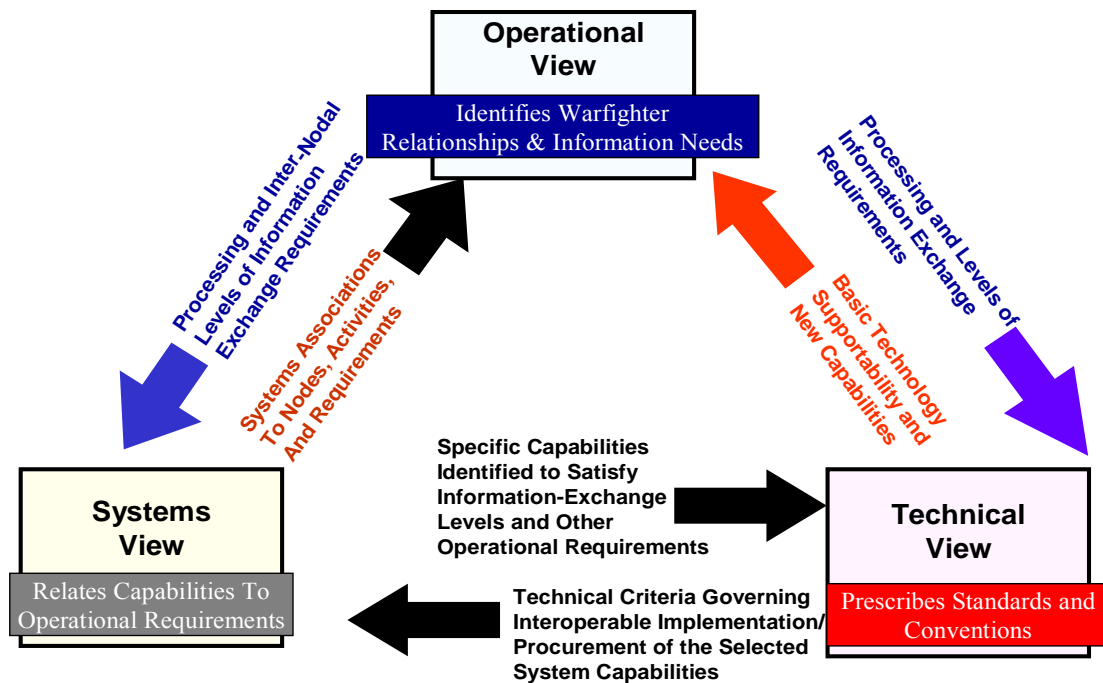 Operational
View
Identifies Warfighter
Relationships & Information Needs
Processing and Inter-Nodal
Levels of Information
Exchange Requirements
Systems Associations
To Nodes, Activities,
And Requirements
Processing and Levels of
Information Exchange
Requirements
Basic Technology
Supportability and
New Capabilities
Specific Capabilities
Identified to Satisfy
Information-Exchange
Levels and Other
Operational Requirements
Systems
View
Relates Capabilities To
Operational Requirements
Technical
View
Prescribes Standards and
Conventions
Technical Criteria Governing
Interoperable Implementation/
Procurement of the Selected
System Capabilities